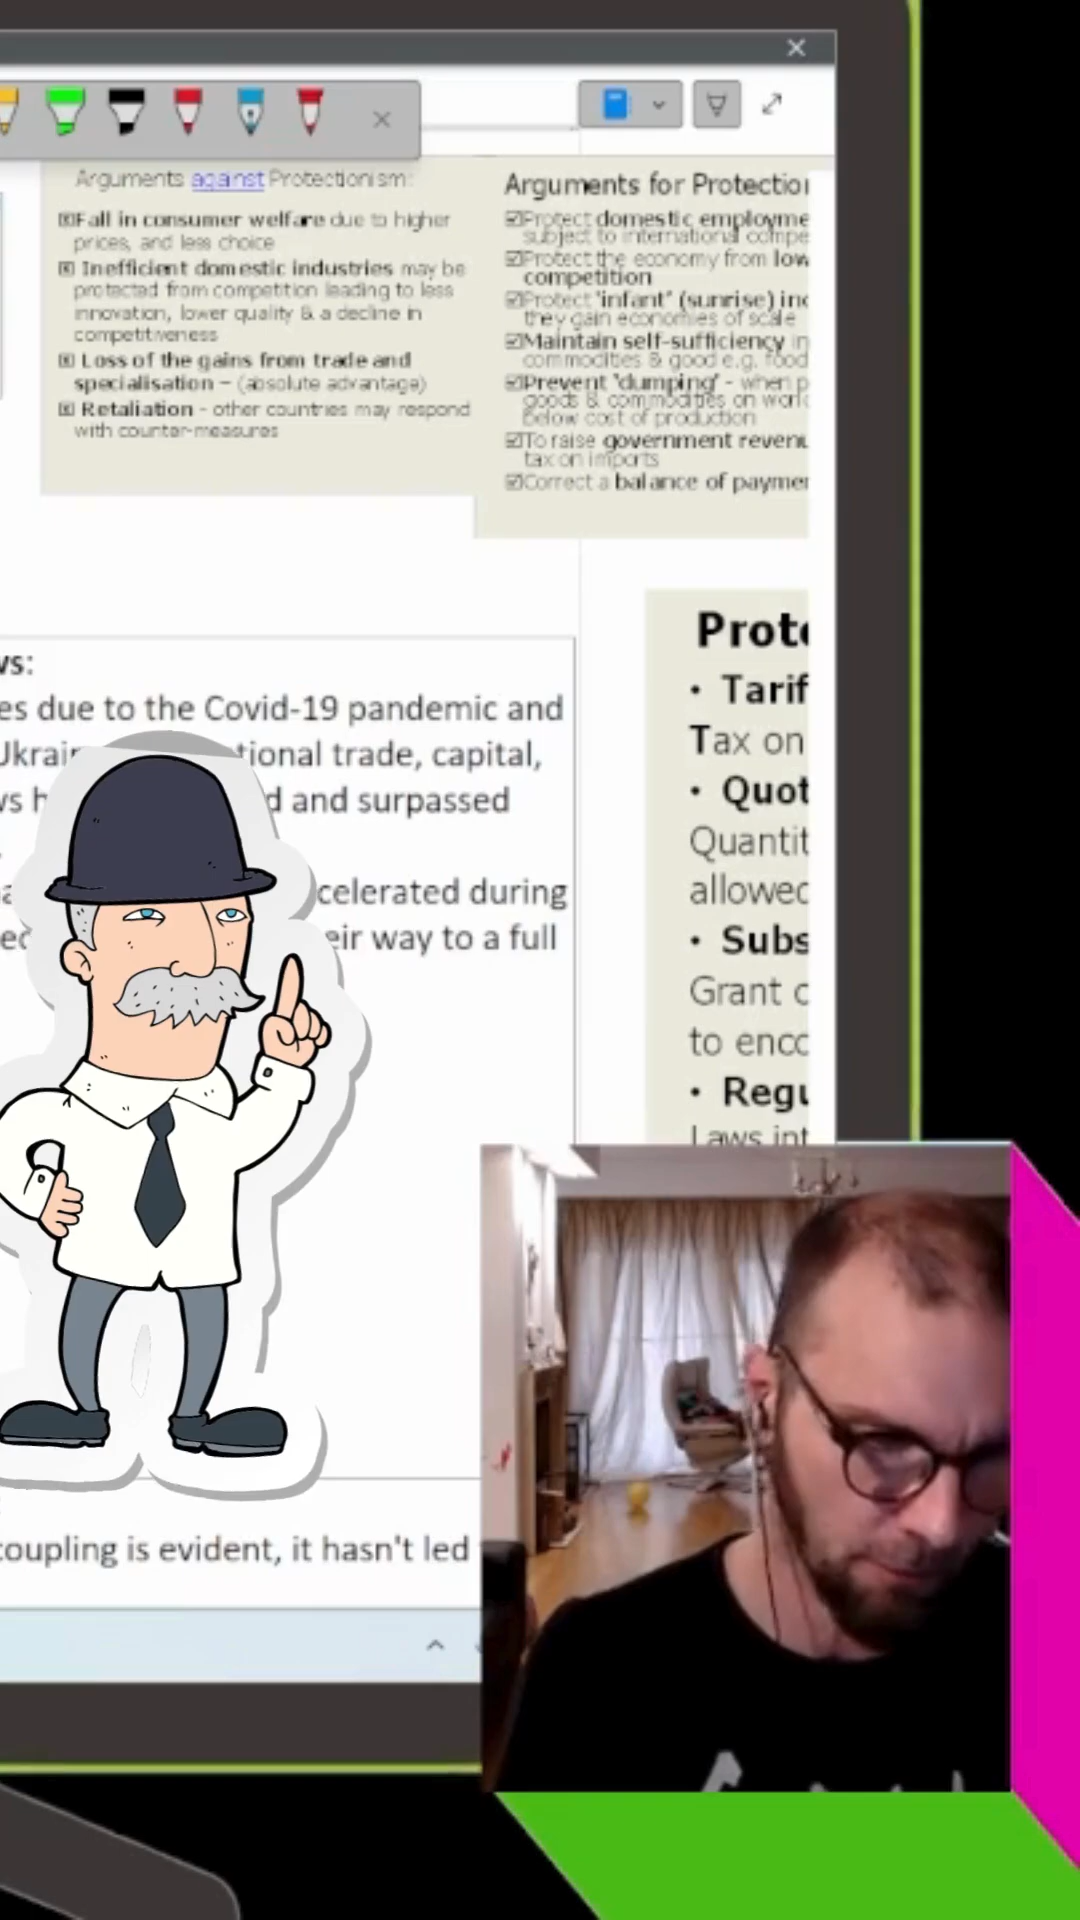 Arguments against Protectionism:
Fall in consumer welfare due to higher
prices, and less choice
Inefficient domestic industries may be
protected from competition leading to less
innovation, lower quality & a decline in
competitiveness
Loss of the gains from trade and
specialisation – (absolute advantage)
Retaliation - other countries may respond
with counter-measures
Arguments for Protectio
Protect domestic employme
subject to international compe
Protect the economy from low
competition
Protect 'infant' (sunrise) in
they gain economies of scale
Maintain self-sufficiency in
commodities & good e.g. food
Prevent 'dumping' - when p
goods & commodities on worl
below cost of production
To raise government revenu
tax on imports
Correct a balance of payme
ws:
es due to the Covid-19 pandemic and
Ukrai tional trade, capital,
ws h d and surpassed
celerated during
eir way to a full
coupling is evident, it hasn't led
Prot
• Tarif
Tax on
• Quot
Quantit
allowed
• Subs
Grant
to enc
• Regu
Laws int